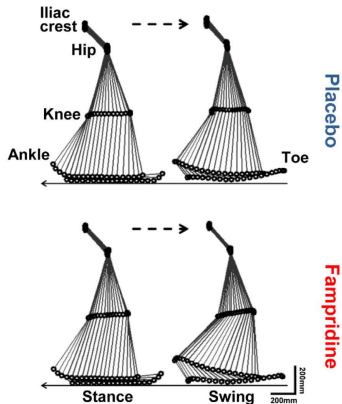 Iliac
crest
Hip
Knee
Ankle
Toe
Placebo
Fampridine
Stance
Swing
200mm
200mm